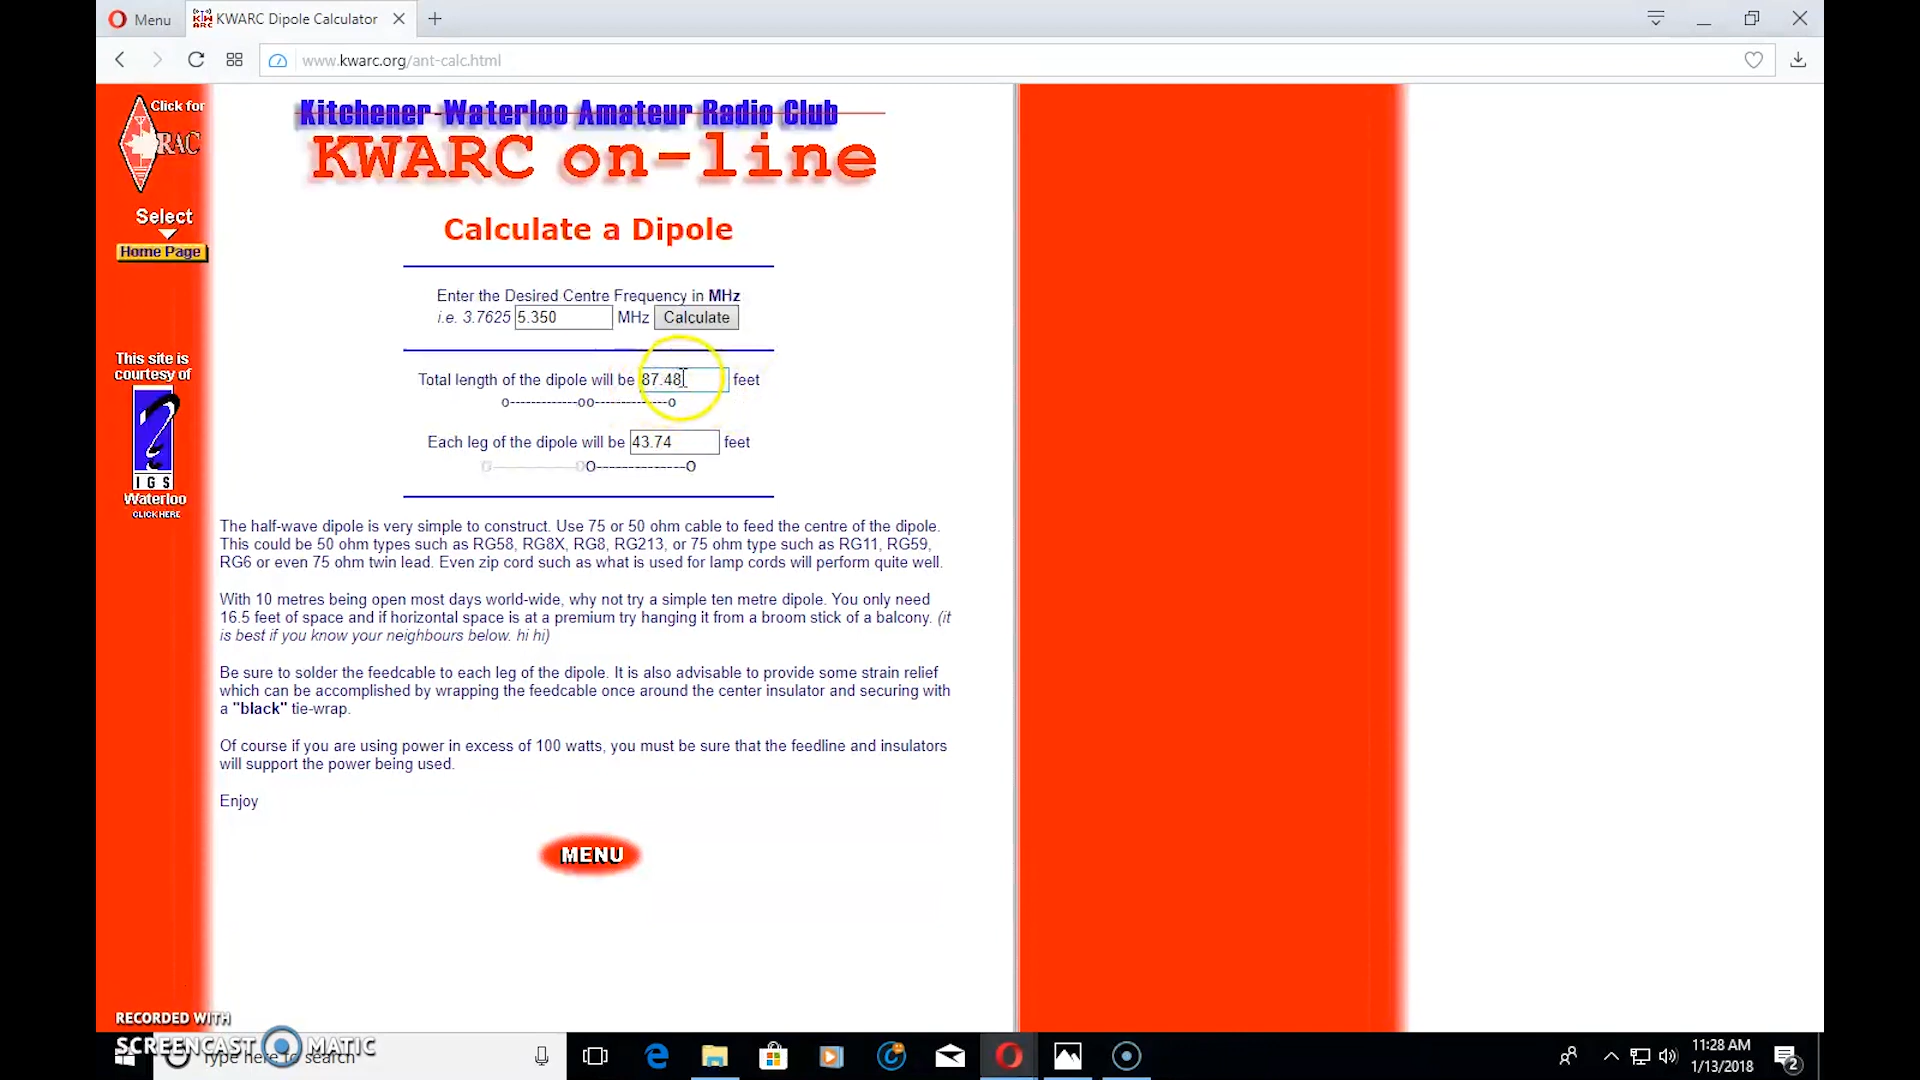 Menu
KWARC Dipole Calculator
www.kwarc.org/ant-calc.html
Click for
RAC
Select
Home Page
This site is
courtesy of
IGS
Waterloo
CLICK HERE
Kitchener-Waterloo Amateur Radio Club
KWARC on-line
Calculate a Dipole
Enter the Desired Centre Frequency in MHz
i.e. 3.7625 5.350 MHz Calculate
Total length of the dipole will be 87.48 feet
o-------------oo--------------o
Each leg of the dipole will be 43.74 feet
o-------------oO---------------O
The half-wave dipole is very simple to construct. Use 75 or 50 ohm cable to feed the centre of the dipole.
This could be 50 ohm types such as RG58, RG8X, RG8, RG213, or 75 ohm type such as RG11, RG59,
RG6 or even 75 ohm twin lead. Even zip cord such as what is used for lamp cords will perform quite well.
With 10 metres being open most days world-wide, why not try a simple ten metre dipole. You only need
16.5 feet of space and if horizontal space is at a premium try hanging it from a broom stick of a balcony. (it
is best if you know your neighbours below. hi hi)
Be sure to solder the feedcable to each leg of the dipole. It is also advisable to provide some strain relief
which can be accomplished by wrapping the feedcable once around the center insulator and securing with
a "black" tie-wrap.
Of course if you are using power in excess of 100 watts, you must be sure that the feedline and insulators
will support the power being used.
Enjoy
MENU
RECORDED WITH
SCREENCAST MATIC
Type here to search
11:28 AM
1/13/2018
2